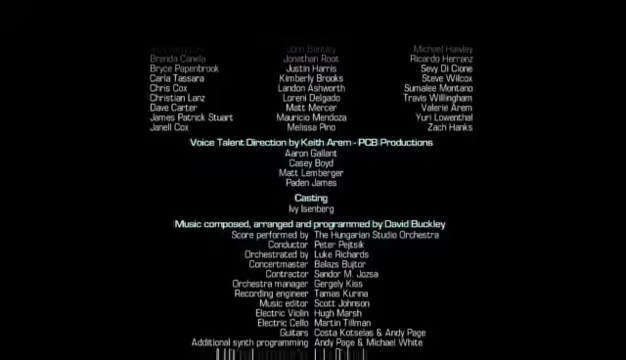 John Bentley Michael Hawley
Brenda Canela Jonathan Root Ricardo Herranz
Bryce Papenbrook Justin Harris Sevy Di Cione
Carla Tassara Kimberly Brooks Steve Wilcox
Chris Cox Landon Ashworth Sumalee Montano
Christian Lanz Loreni Delgado Travis Willingham
Dave Carter Matt Mercer Valerie Arem
James Patrick Stuart Mauricio Mendoza Yuri Lowenthal
Janell Cox Melissa Pino Zach Hanks
Voice Talent Direction by Keith Arem - PCB Productions
Aaron Gallant
Casey Boyd
Matt Lemberger
Paden James
Casting
Ivy Isenberg
Music composed, arranged and programmed by David Buckley
Score performed by The Hungarian Studio Orchestra
Conductor Peter Pejtsik
Orchestrated by Luke Richards
Concertmaster Balazs Bujtor
Contractor Sandor M. Jozsa
Orchestra manager Gergely Kiss
Recording engineer Tamas Kurina
Music editor Scott Johnson
Electric Violin Hugh Marsh
Electric Cello Martin Tillman
Guitars Costa Kotselas & Andy Page
Additional synth programming Andy Page & Michael White